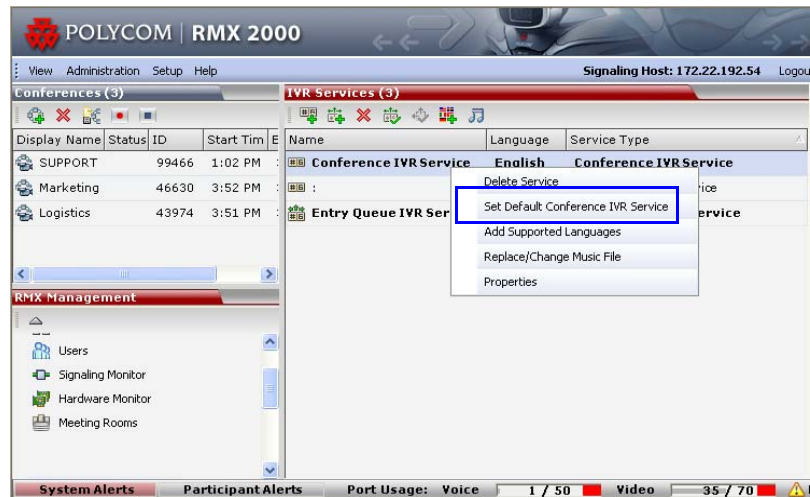 POLYCOM | RMX 2000
View Administration Setup Help Signaling Host: 172.22.192.54 Logou
Conferences (3)
Display Name Status ID Start Tim E
SUPPORT 99466 1:02 PM
Marketing 46630 3:52 PM
Logistics 43974 3:51 PM
IVR Services (3)
Name Language Service Type
Conference IVR Service English Conference IVR Service
: ice
Entry Queue IVR Ser ervice
Delete Service
Set Default Conference IVR Service
Add Supported Languages
Replace/Change Music File
Properties
RMX Management
Users
Signaling Monitor
Hardware Monitor
Meeting Rooms
System Alerts Participant Alerts Port Usage: Voice 1 / 50 Video 35 / 70